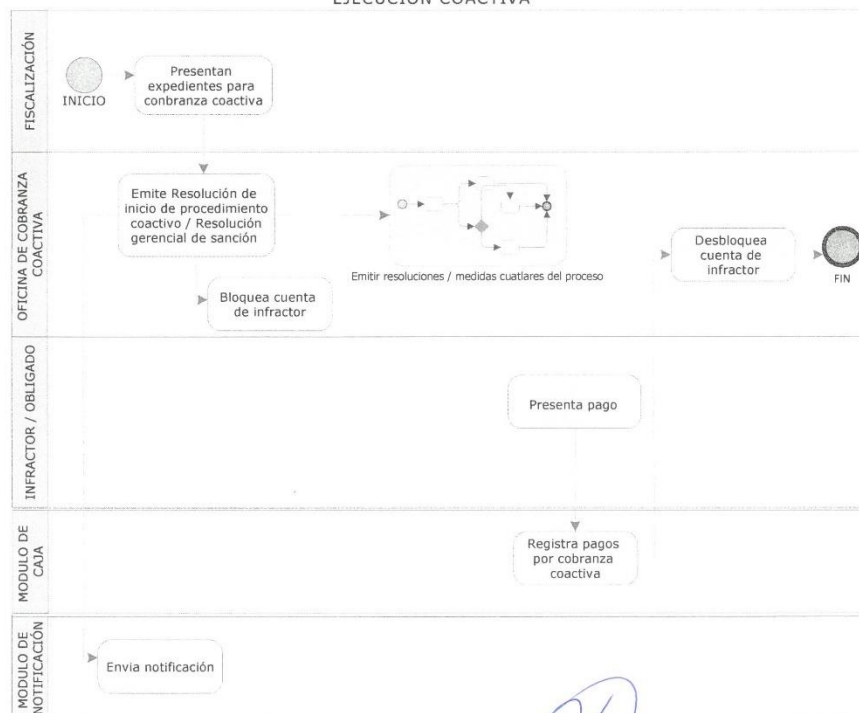 EJECUCIÓN COACTIVA
FISCALIZACIÓN
INICIO
Presentan
expedientes para
conbranza coactiva
OFICINA DE COBRANZA
COACTIVA
Emite Resolución de
inicio de procedimiento
coactivo / Resolución
gerencial de sanción
Bloquea cuenta
de infractor
Emitir resoluciones / medidas cuatlares del proceso
Desbloquea
cuenta de
infractor
FIN
INFRACTOR / OBLIGADO
Presenta pago
MODULO DE
CAJA
Registra pagos
por cobranza
coactiva
MODULO DE
NOTIFICACIÓN
Envia notificación